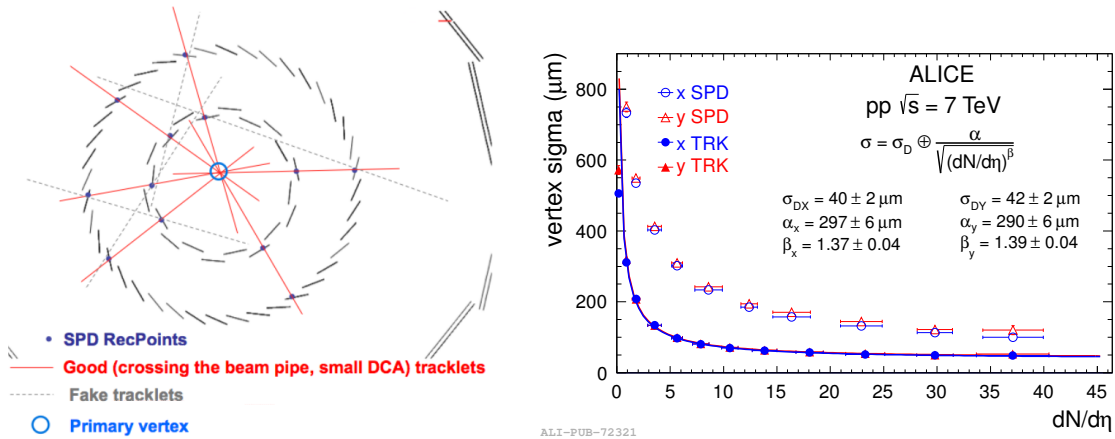 SPD RecPoints
Good (crossing the beam pipe, small DCA) tracklets
Fake tracklets
Primary vertex
vertex sigma (μm)
800
600
400
200
0
0 5 10 15 20 25 30 35 40 45
dN/dη
x SPD
y SPD
x TRK
y TRK
ALICE
pp √s = 7 TeV
σ = σ_D ⊕ α / √((dN/dη)^β)
σ_DX = 40 ± 2 μm
α_x = 297 ± 6 μm
β_x = 1.37 ± 0.04
σ_DY = 42 ± 2 μm
α_y = 290 ± 6 μm
β_y = 1.39 ± 0.04
ALI−PUB−72321